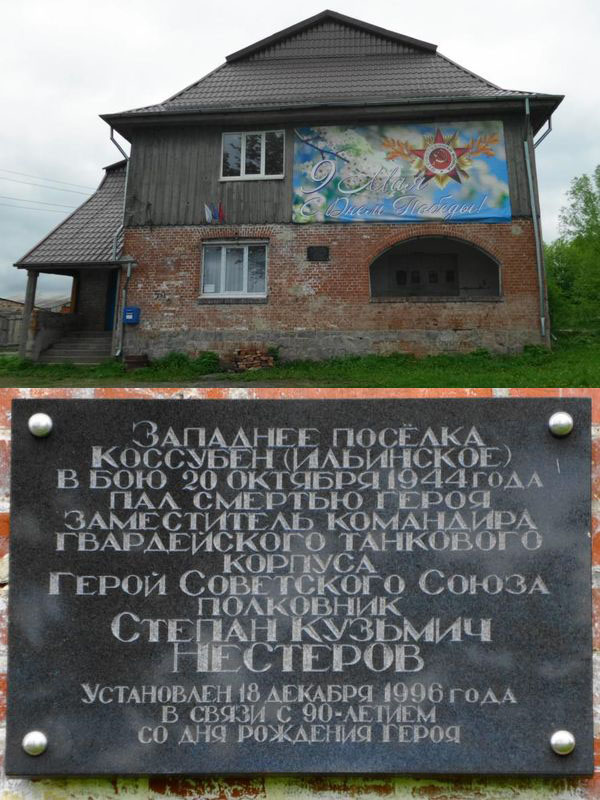 9 Мая
С Днем Победы!
ЗАПАДНЕЕ ПОСЁЛКА
КОССУБЕН (ИЛЬИНСКОЕ)
В БОЮ 20 ОКТЯБРЯ 1944 ГОДА
ПАЛ СМЕРТЬЮ ГЕРОЯ
ЗАМЕСТИТЕЛЬ КОМАНДИРА
ГВАРДЕЙСКОГО ТАНКОВОГО
КОРПУСА
ГЕРОЙ СОВЕТСКОГО СОЮЗА
ПОЛКОВНИК
СТЕПАН КУЗЬМИЧ
НЕСТЕРОВ
УСТАНОВЛЕН 18 ДЕКАБРЯ 1996 ГОДА
В СВЯЗИ С 90-ЛЕТИЕМ
СО ДНЯ РОЖДЕНИЯ ГЕРОЯ